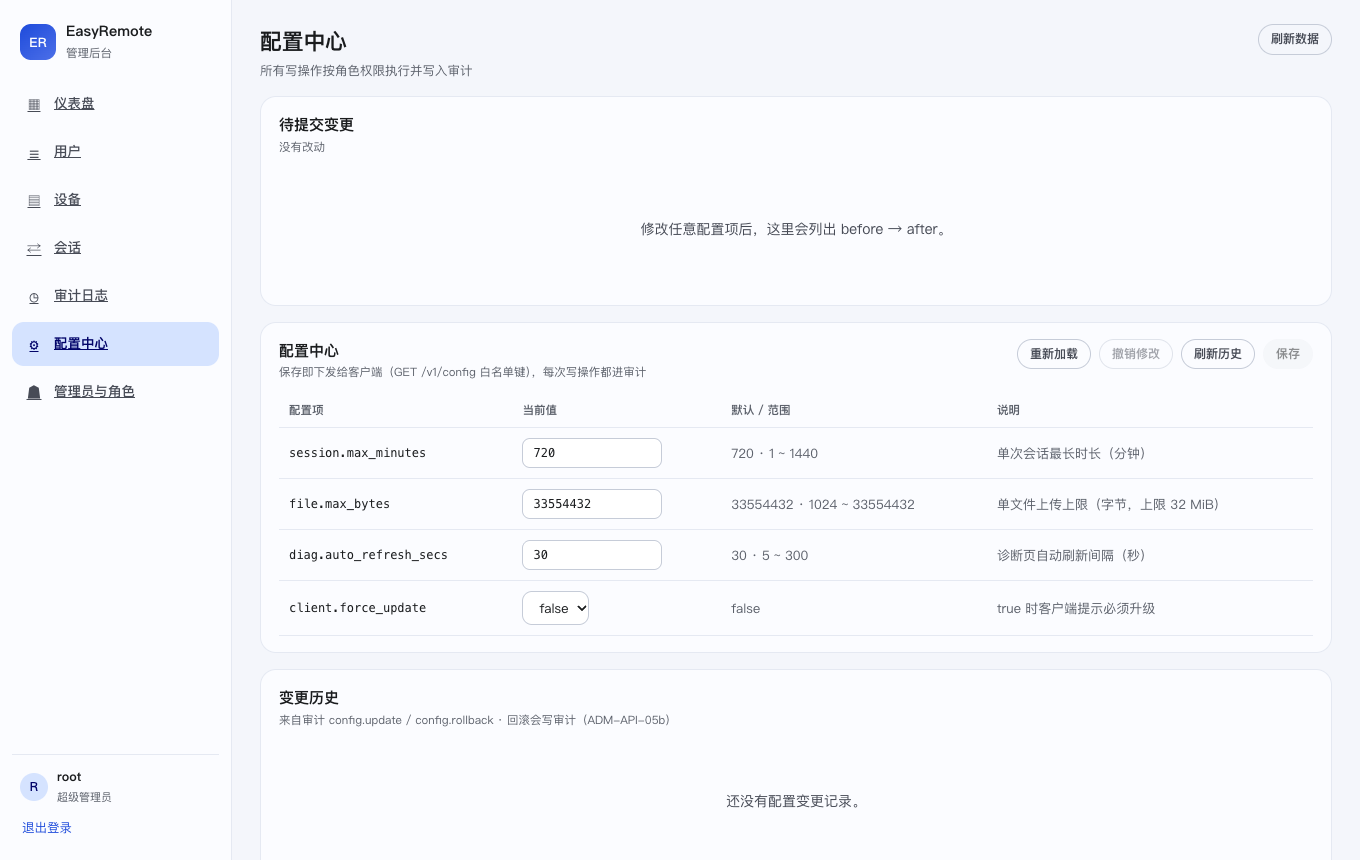 ER
EasyRemote
管理后台
仪表盘
用户
设备
会话
审计日志
配置中心
管理员与角色
R
root
超级管理员
退出登录
配置中心
所有写操作按角色权限执行并写入审计
刷新数据
待提交变更
没有改动
修改任意配置项后，这里会列出 before → after。
配置中心
保存即下发给客户端（GET /v1/config 白名单键），每次写操作都进审计
重新加载 撤销修改 刷新历史 保存
配置项 当前值 默认 / 范围 说明
session.max_minutes 720 720 · 1 ~ 1440 单次会话最长时长（分钟）
file.max_bytes 33554432 33554432 · 1024 ~ 33554432 单文件上传上限（字节，上限 32 MiB）
diag.auto_refresh_secs 30 30 · 5 ~ 300 诊断页自动刷新间隔（秒）
client.force_update false false true 时客户端提示必须升级
变更历史
来自审计 config.update / config.rollback · 回滚会写审计（ADM-API-05b）
还没有配置变更记录。